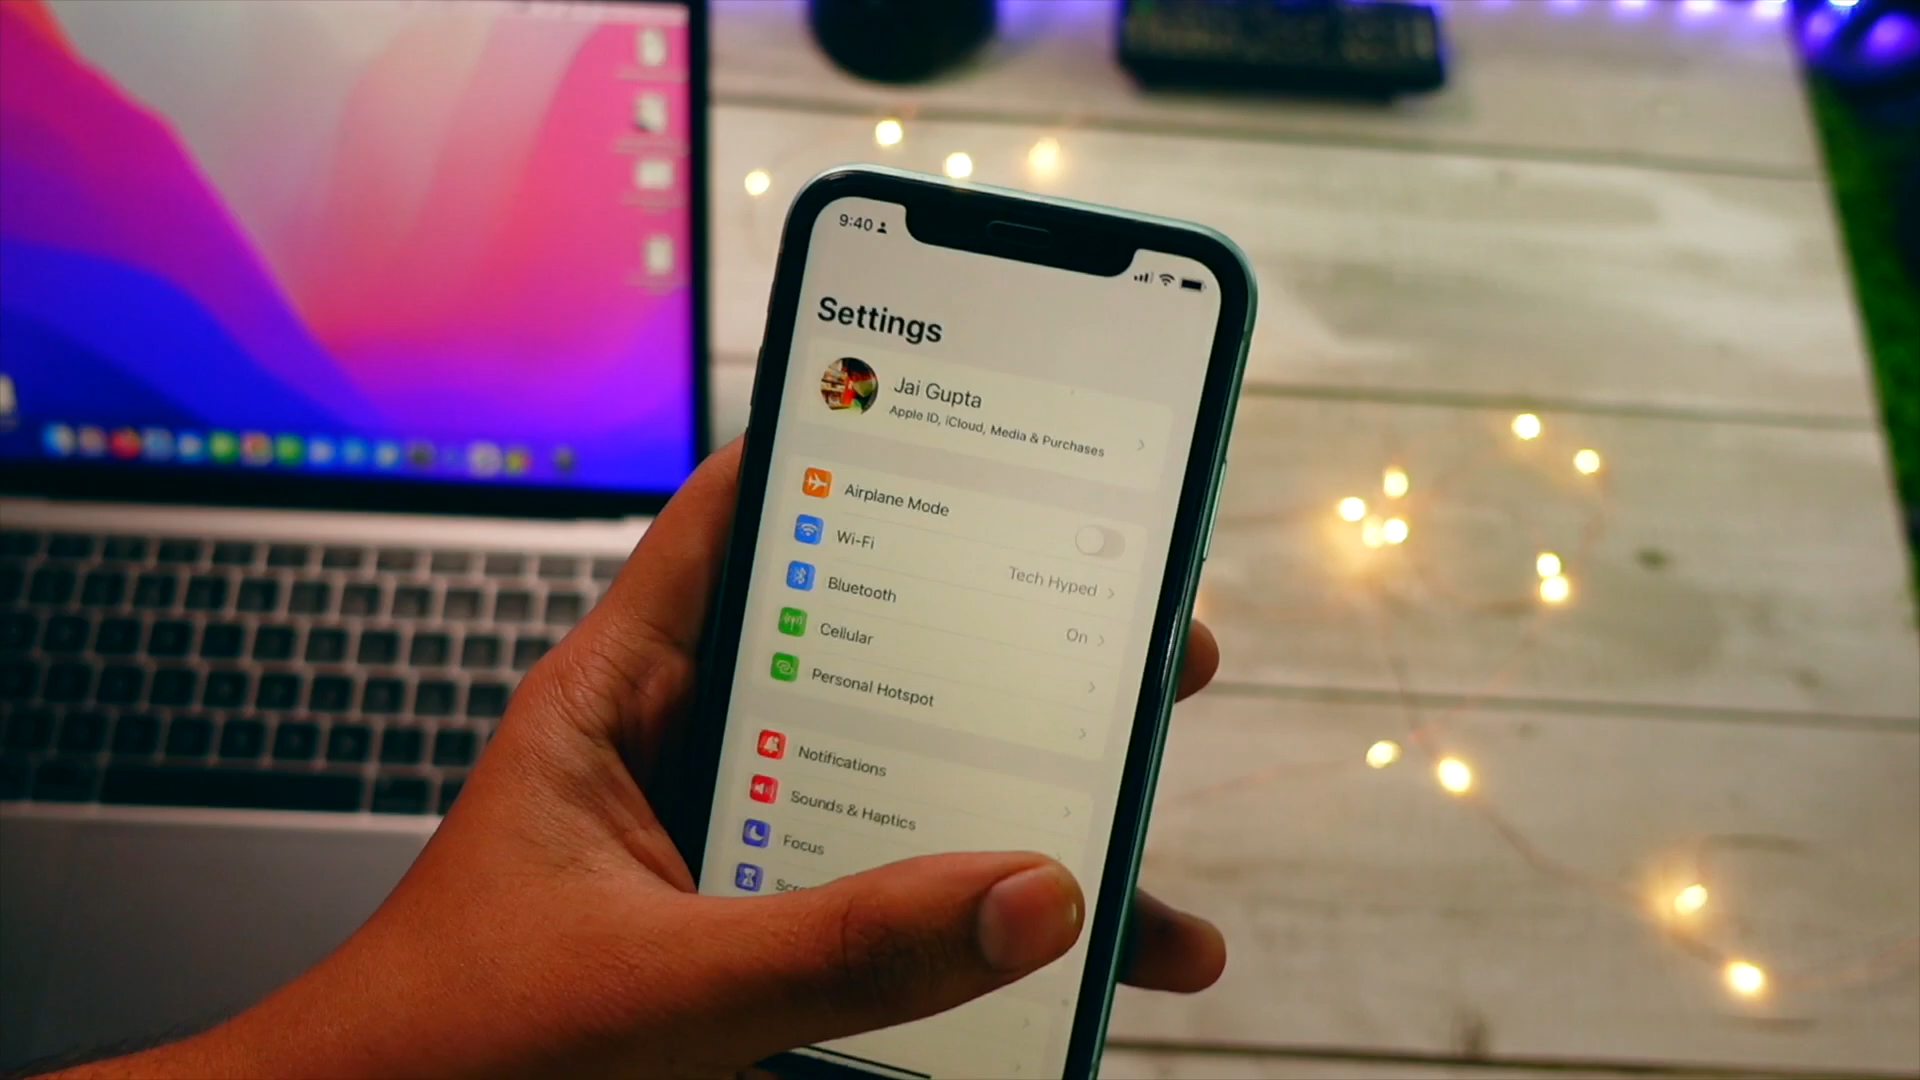 9:40
Settings
Jai Gupta
Apple ID, iCloud, Media & Purchases
Airplane Mode
Wi-Fi
Tech Hyped
Bluetooth
On
Cellular
Personal Hotspot
Notifications
Sounds & Haptics
Focus